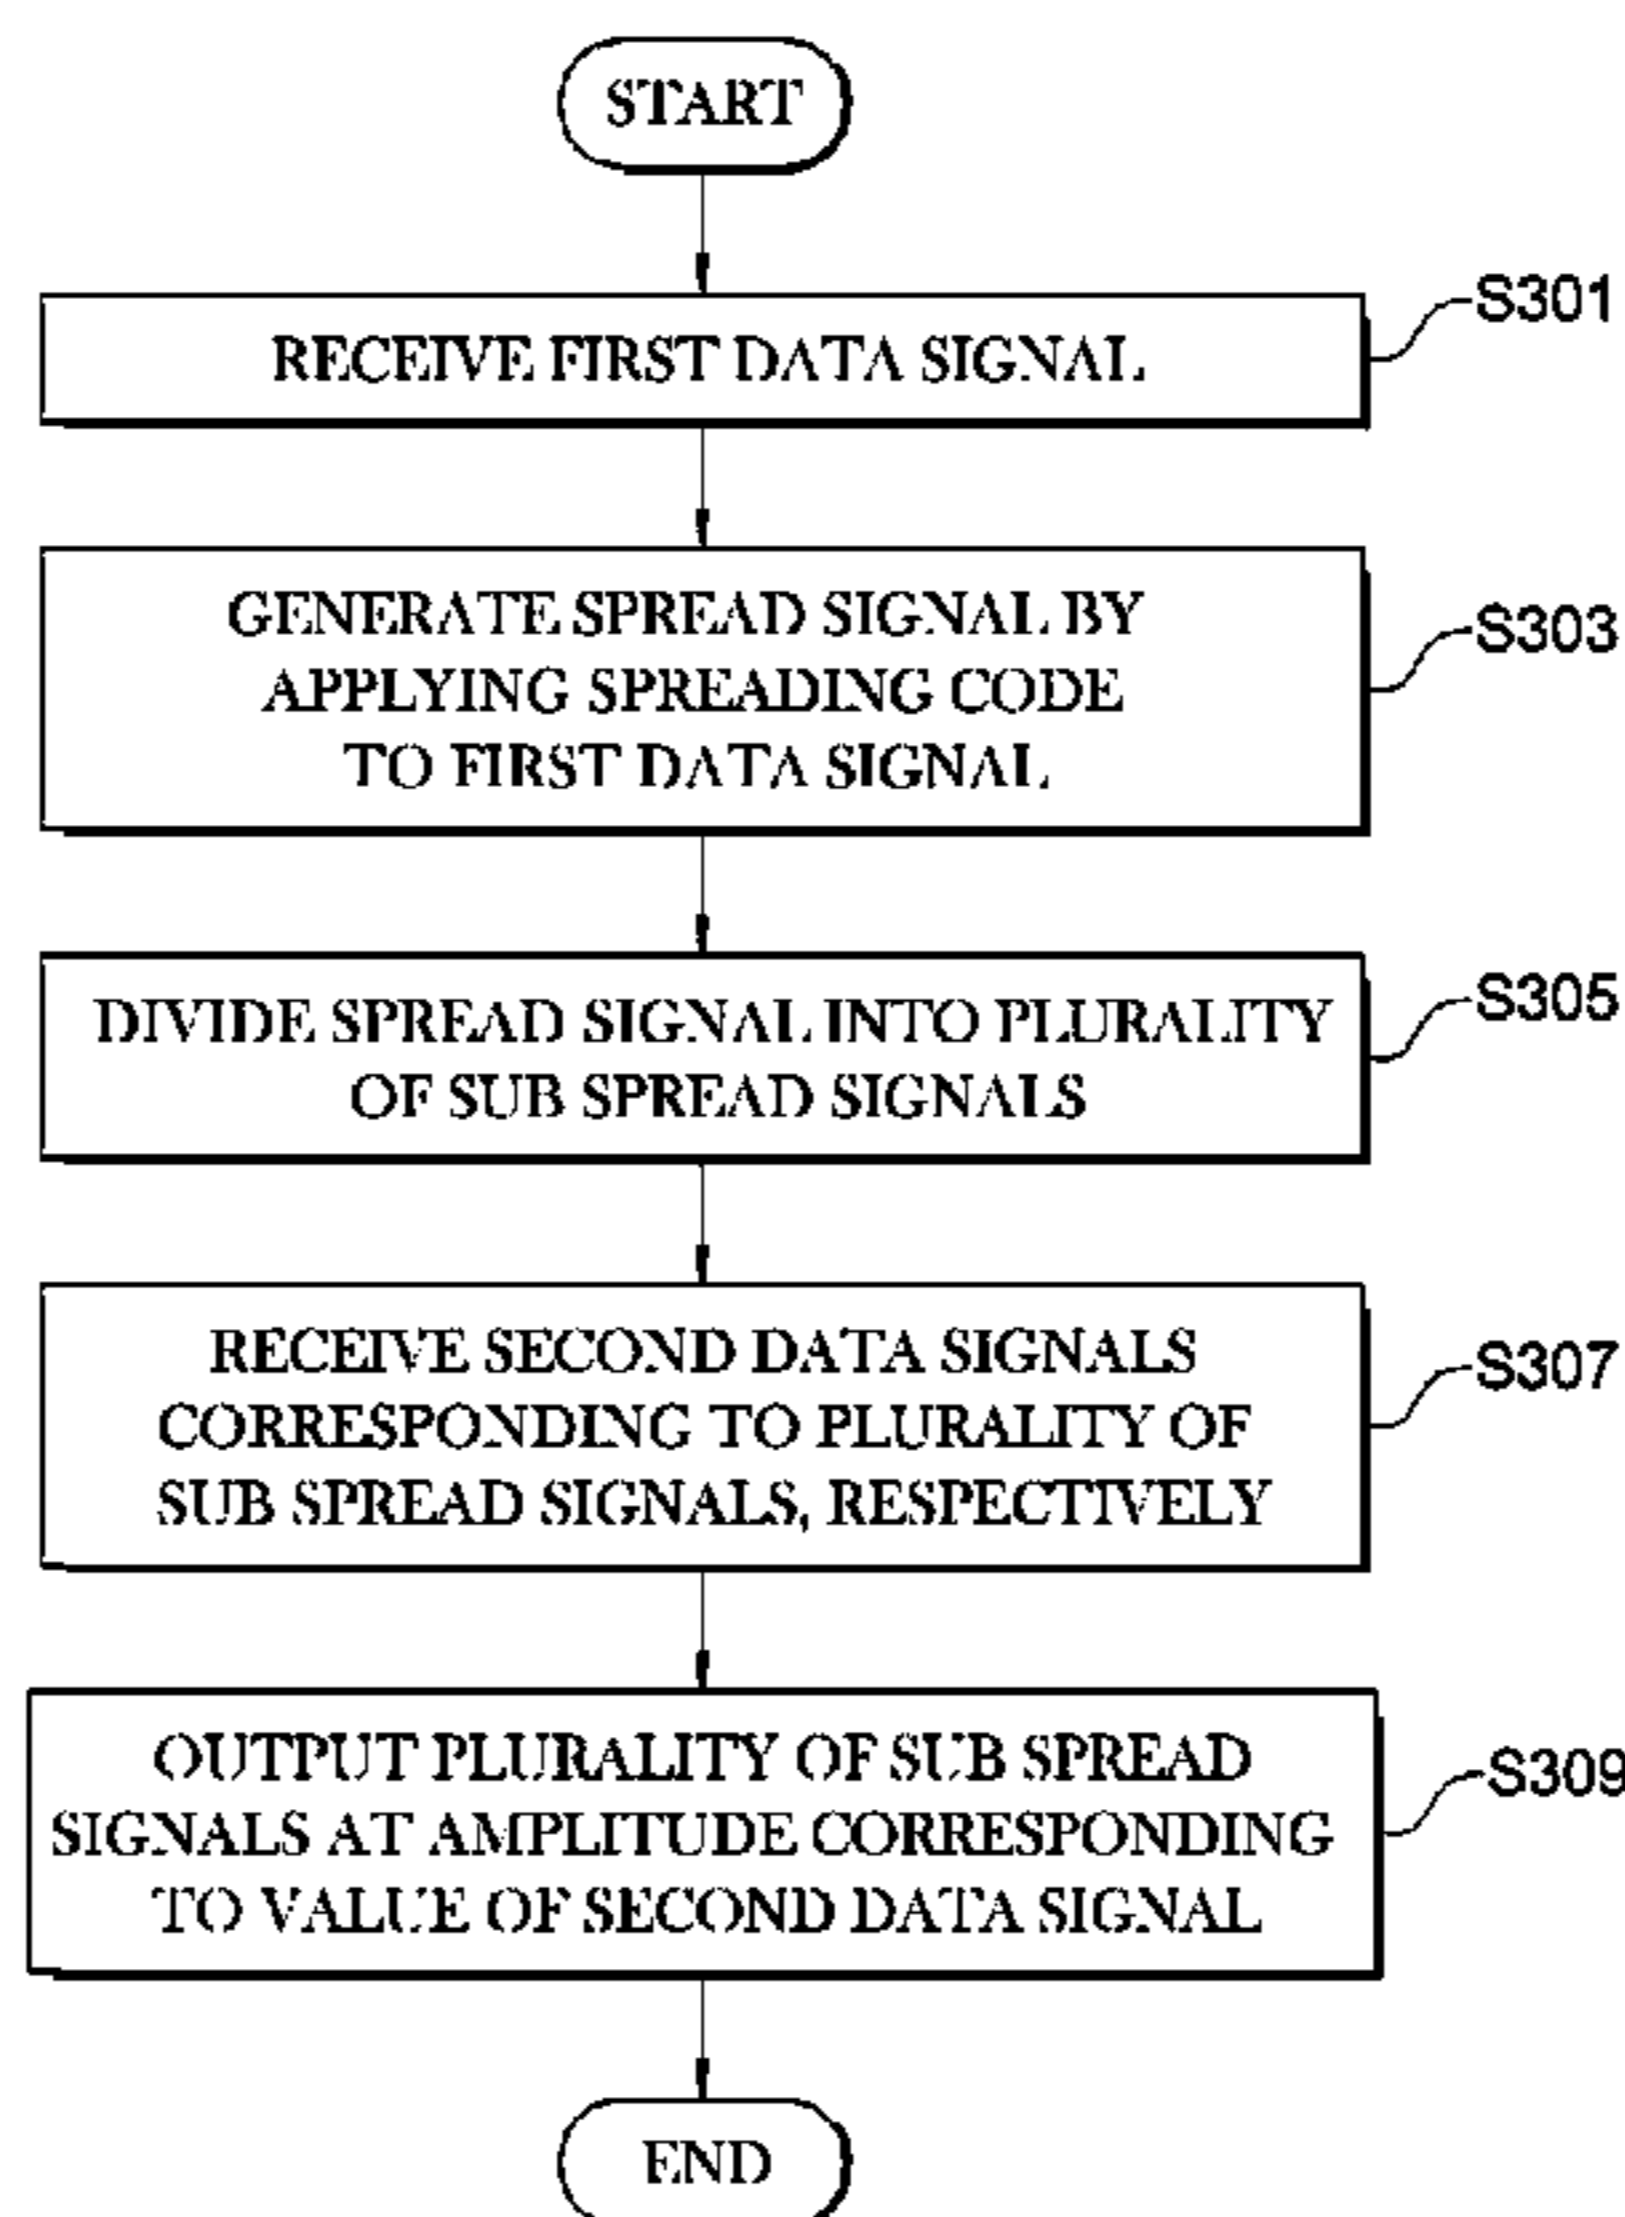 START
RECEIVE FIRST DATA SIGNAL
S301
GENERATE SPREAD SIGNAL BY
APPLYING SPREADING CODE
TO FIRST DATA SIGNAL
S303
DIVIDE SPREAD SIGNAL INTO PLURALITY
OF SUB SPREAD SIGNALS
S305
RECEIVE SECOND DATA SIGNALS
CORRESPONDING TO PLURALITY OF
SUB SPREAD SIGNALS, RESPECTIVELY
S307
OUTPUT PLURALITY OF SUB SPREAD
SIGNALS AT AMPLITUDE CORRESPONDING
TO VALUE OF SECOND DATA SIGNAL
S309
END